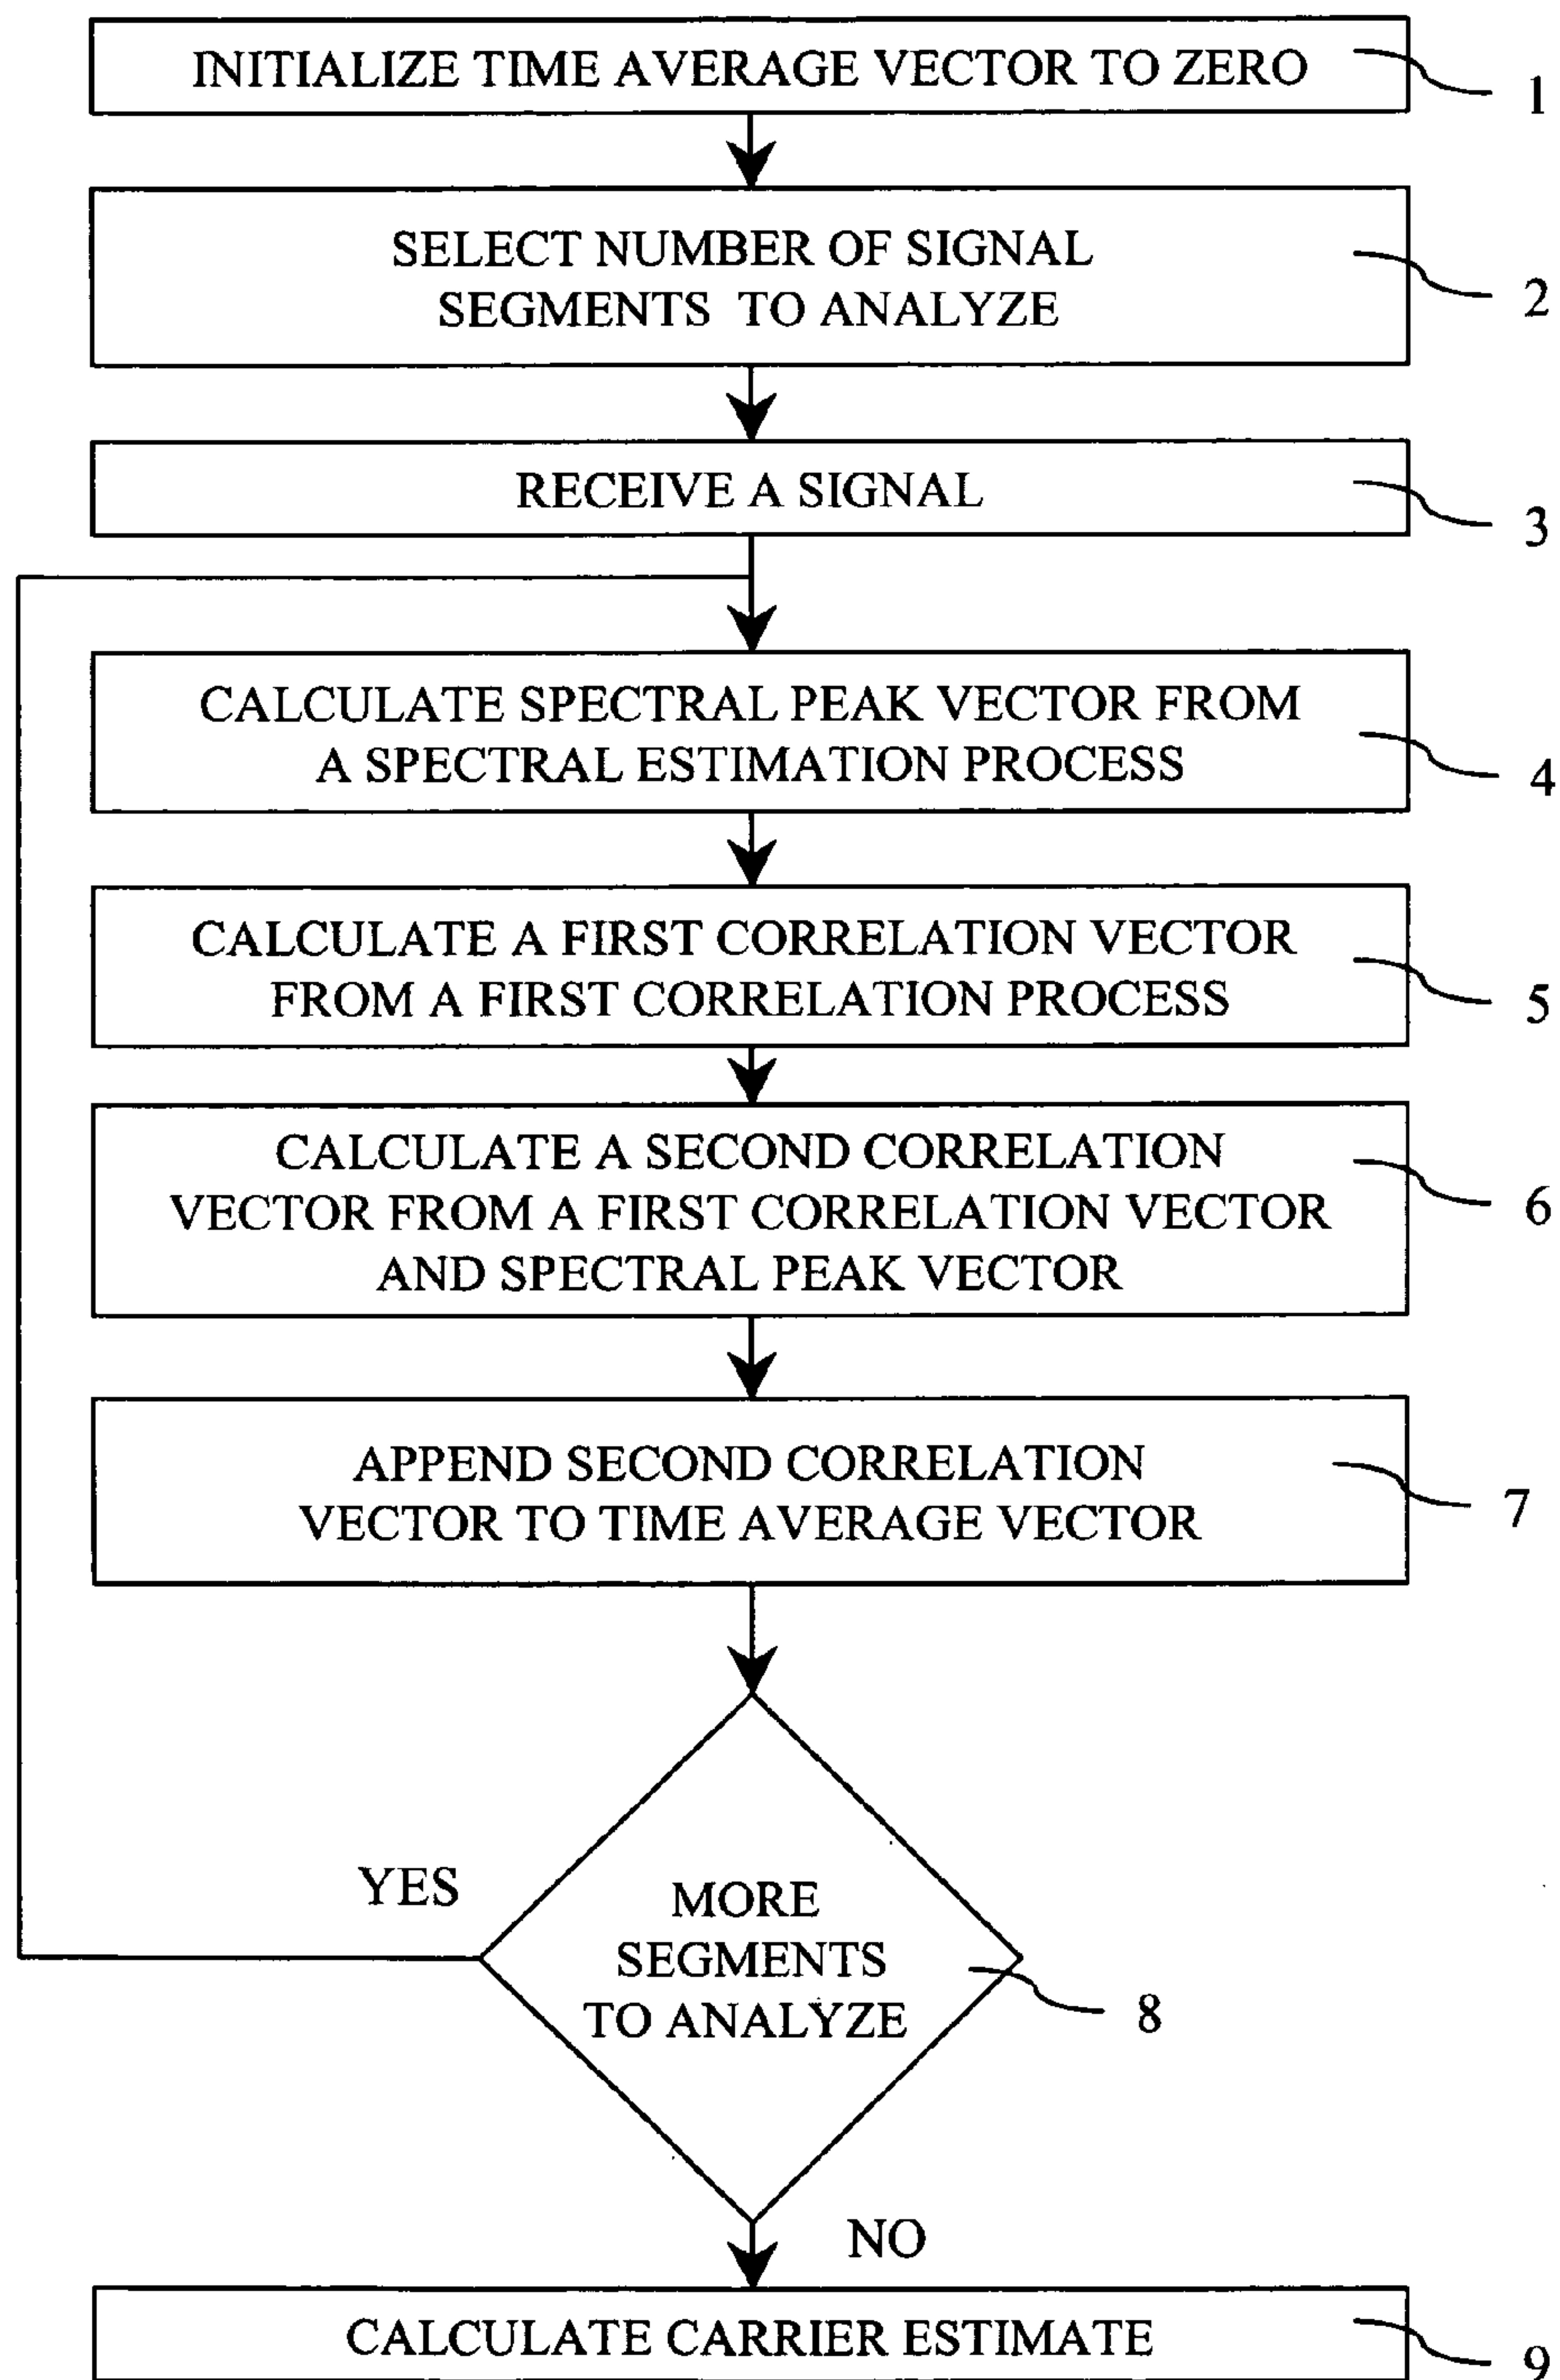 INITIALIZE TIME AVERAGE VECTOR TO ZERO
1
SELECT NUMBER OF SIGNAL
SEGMENTS TO ANALYZE
2
RECEIVE A SIGNAL
3
CALCULATE SPECTRAL PEAK VECTOR FROM
A SPECTRAL ESTIMATION PROCESS
4
CALCULATE A FIRST CORRELATION VECTOR
FROM A FIRST CORRELATION PROCESS
5
CALCULATE A SECOND CORRELATION
VECTOR FROM A FIRST CORRELATION VECTOR
AND SPECTRAL PEAK VECTOR
6
APPEND SECOND CORRELATION
VECTOR TO TIME AVERAGE VECTOR
7
YES
MORE
SEGMENTS
TO ANALYZE
8
NO
CALCULATE CARRIER ESTIMATE
9